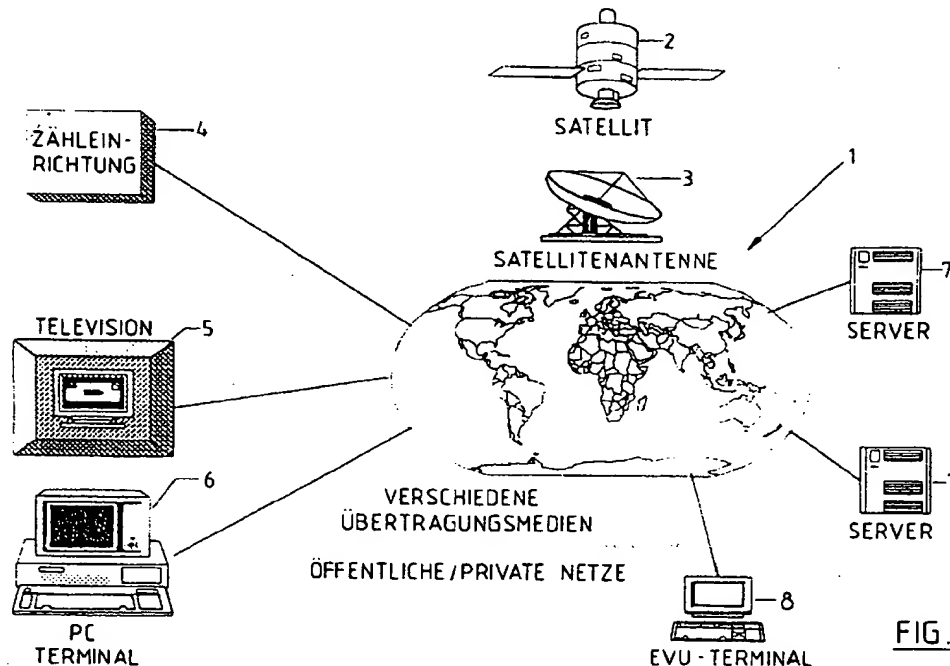 2
SATELLIT
4
ZÄHLEIN-
RICHTUNG
3
1
SATELLITENANTENNE
7
SERVER
TELEVISION
5
6
VERSCHIEDENE
ÜBERTRAGUNGSMEDIEN
SERVER
ÖFFENTLICHE/PRIVATE NETZE
8
PC
TERMINAL
EVU-TERMINAL
FIG.